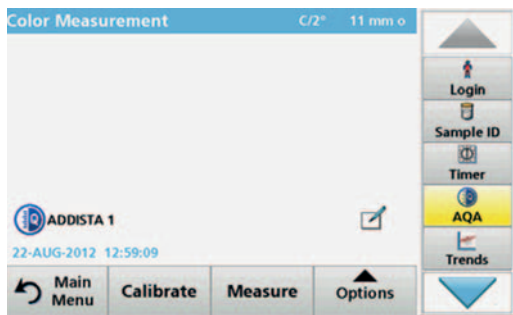 Color Measurement C/2° 11 mm o
Login
Sample ID
Timer
AQA
Trends
ADDISTA 1
22-AUG-2012 12:59:09
Main Menu Calibrate Measure Options